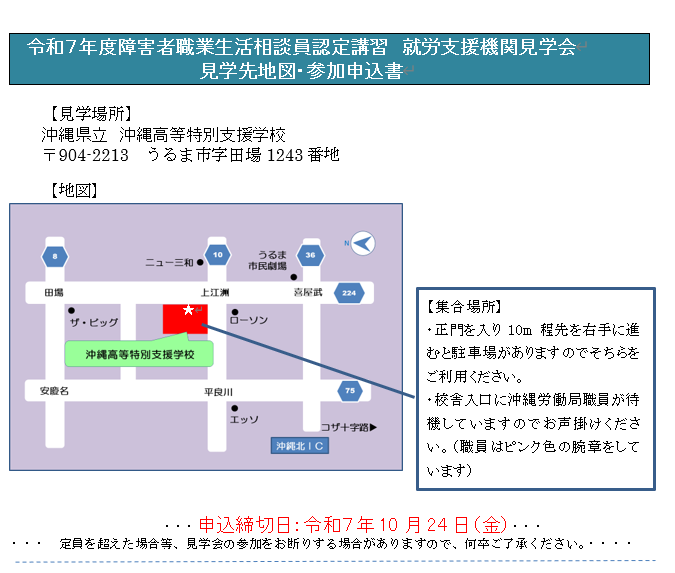 令和7年度障害者職業生活相談員認定講習　就労支援機関見学会
見学先地図・参加申込書
【見学場所】
沖縄県立　沖縄高等特別支援学校
〒904-2213　うるま市字田場 1243 番地
【地図】
N
8
10
36
ニュー三和
うるま
市民劇場
田場
上江洲
喜屋武
224
ザ・ビッグ
ローソン
沖縄高等特別支援学校
安慶名
平良川
75
エッソ
コザ十字路▶
沖縄北IC
【集合場所】
・正門を入り 10m 程先を右手に進
むと駐車場がありますのでそちらを
ご利用ください。
・校舎入口に沖縄労働局職員が待
機していますのでお声掛けくださ
い。（職員はピンク色の腕章をして
います）
・・・申込締切日：令和7年10月24日（金）・・・
・・・　定員を超えた場合等、見学会の参加をお断りする場合がありますので、何卒ご了承ください。・・・・